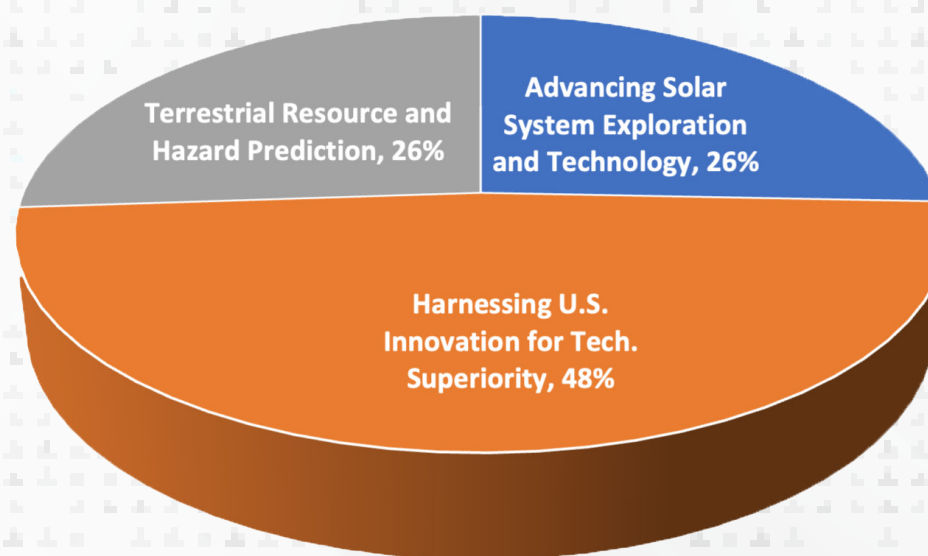 Terrestrial Resource and
Hazard Prediction, 26%
Advancing Solar
System Exploration
and Technology, 26%
Harnessing U.S.
Innovation for Tech.
Superiority, 48%